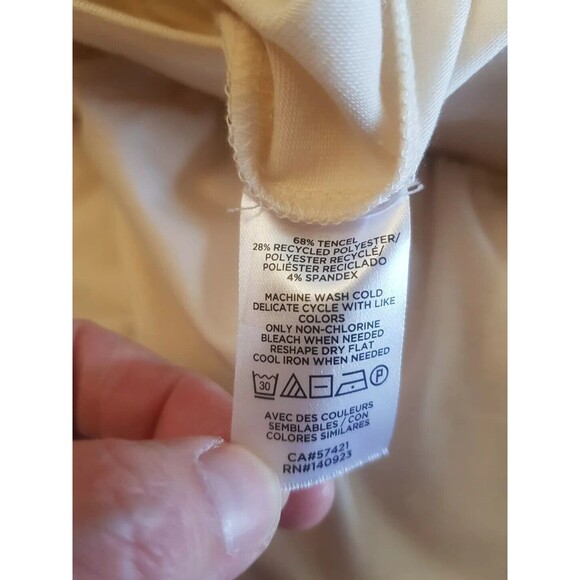 68% TENCEL
28% RECYCLED POLYESTER/
POLYESTER RECYCLÉ/
POLIÉSTER RECICLADO
4% SPANDEX
MACHINE WASH COLD
DELICATE CYCLE WITH LIKE
COLORS
ONLY NON-CHLORINE
BLEACH WHEN NEEDED
RESHAPE DRY FLAT
COOL IRON WHEN NEEDED
30 P
AVEC DES COULEURS
SEMBLABLES / CON
COLORES SIMILARES
CA#57421
RN#140923